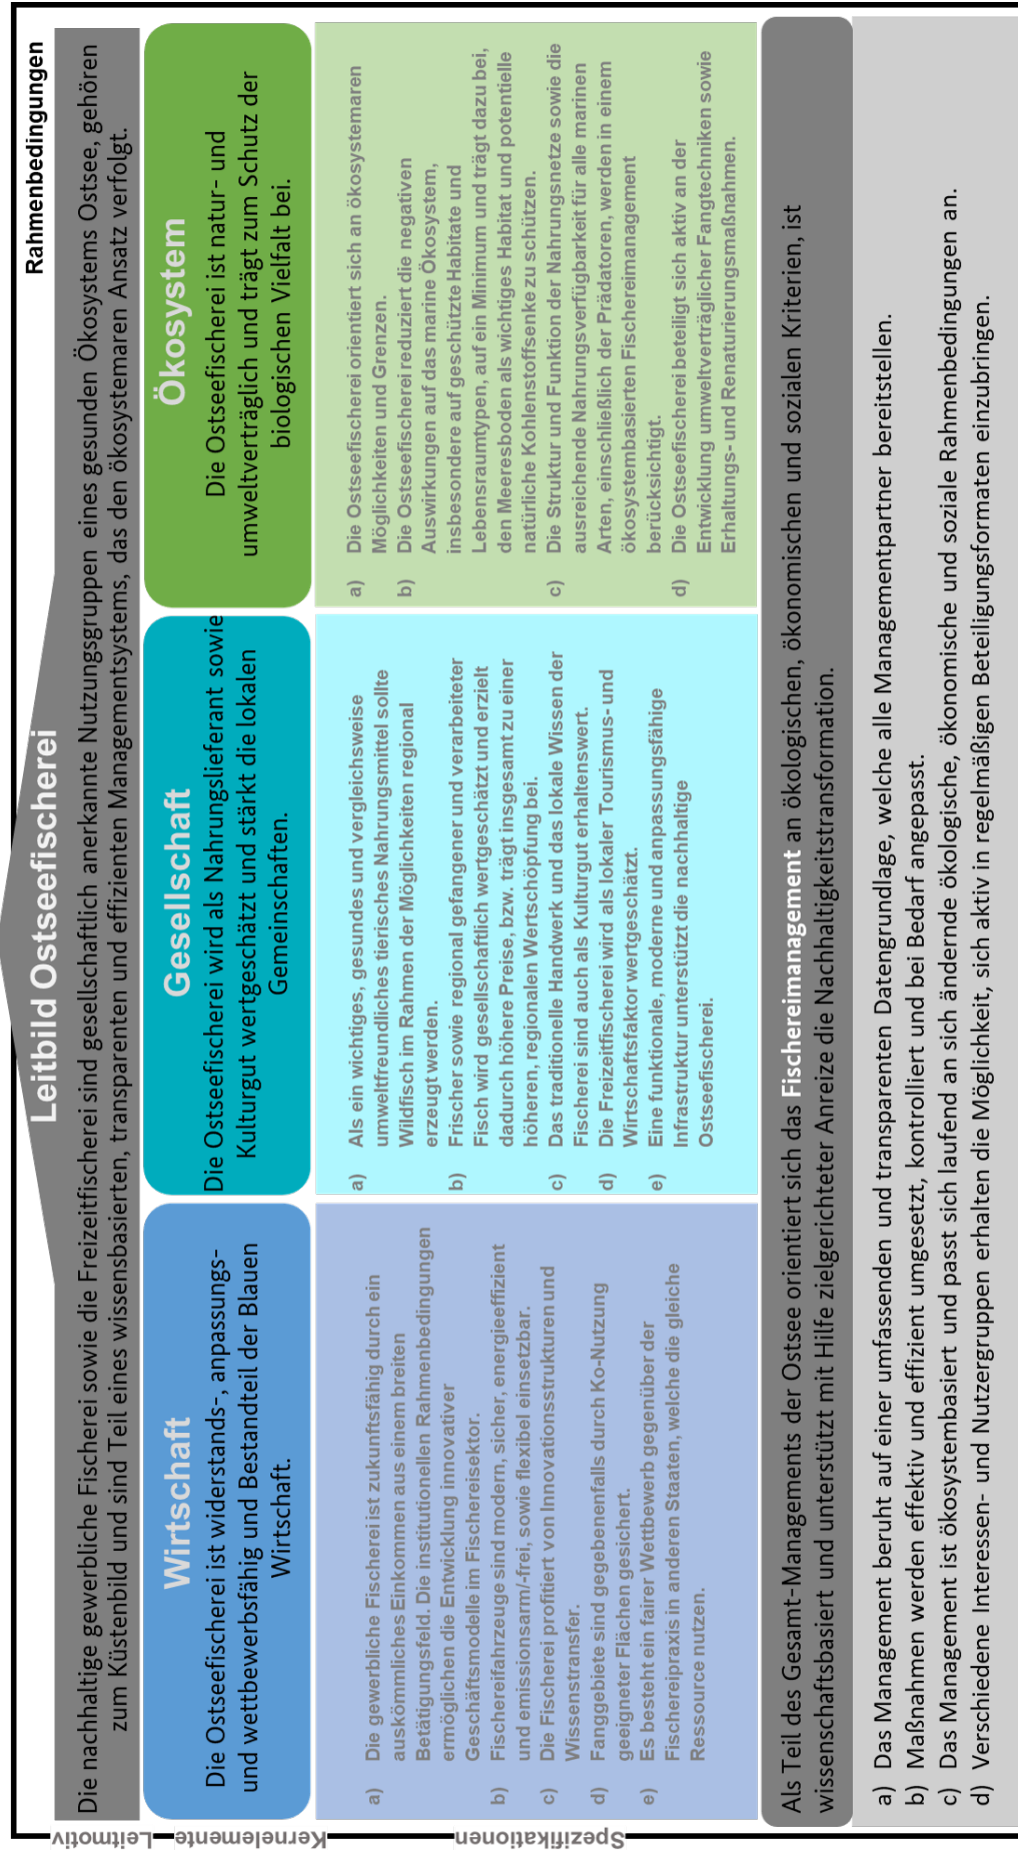 Rahmenbedingungen
Leitbild Ostseefischerei
Leitmotiv
Die nachhaltige gewerbliche Fischerei sowie die Freizeitfischerei sind gesellschaftlich anerkannte Nutzungsgruppen eines gesunden Ökosystems Ostsee, gehören
zum Küstenbild und sind Teil eines wissensbasierten, transparenten und effizienten Managementsystems, das den ökosystemaren Ansatz verfolgt.
Kernelemente
Wirtschaft
Die Ostseefischerei ist widerstands-, anpassungs-
und wettbewerbsfähig und Bestandteil der Blauen
Wirtschaft.
Gesellschaft
Die Ostseefischerei wird als Nahrungslieferant sowie
Kulturgut wertgeschätzt und stärkt die lokalen
Gemeinschaften.
Ökosystem
Die Ostseefischerei ist natur- und
umweltverträglich und trägt zum Schutz der
biologischen Vielfalt bei.
Spezifikationen
a) Die gewerbliche Fischerei ist zukunftsfähig durch ein
auskömmliches Einkommen aus einem breiten
Betätigungsfeld. Die institutionellen Rahmenbedingungen
ermöglichen die Entwicklung innovativer
Geschäftsmodelle im Fischereisektor.
b) Fischereifahrzeuge sind modern, sicher, energieeffizient
und emissionsarm/-frei, sowie flexibel einsetzbar.
c) Die Fischerei profitiert von Innovationsstrukturen und
Wissenstransfer.
d) Fanggebiete sind gegebenenfalls durch Ko-Nutzung
geeigneter Flächen gesichert.
e) Es besteht ein fairer Wettbewerb gegenüber der
Fischereipraxis in anderen Staaten, welche die gleiche
Ressource nutzen.
a) Als ein wichtiges, gesundes und vergleichsweise
umweltfreundliches tierisches Nahrungsmittel sollte
Wildfisch im Rahmen der Möglichkeiten regional
erzeugt werden.
b) Frischer sowie regional gefangener und verarbeiteter
Fisch wird gesellschaftlich wertgeschätzt und erzielt
dadurch höhere Preise, bzw. trägt insgesamt zu einer
höheren, regionalen Wertschöpfung bei.
c) Das traditionelle Handwerk und das lokale Wissen der
Fischerei sind auch als Kulturgut erhaltenswert.
d) Die Freizeitfischerei wird als lokaler Tourismus- und
Wirtschaftsfaktor wertgeschätzt.
e) Eine funktionale, moderne und anpassungsfähige
Infrastruktur unterstützt die nachhaltige
Ostseefischerei.
a) Die Ostseefischerei orientiert sich an ökosystemaren
Möglichkeiten und Grenzen.
b) Die Ostseefischerei reduziert die negativen
Auswirkungen auf das marine Ökosystem,
insbesondere auf geschützte Habitate und
Lebensraumtypen, auf ein Minimum und trägt dazu bei,
den Meeresboden als wichtiges Habitat und potentielle
natürliche Kohlenstoffsenke zu schützen.
c) Die Struktur und Funktion der Nahrungsnetze sowie die
ausreichende Nahrungsverfügbarkeit für alle marinen
Arten, einschließlich der Prädatoren, werden in einem
ökosystembasierten Fischereimanagement
berücksichtigt.
d) Die Ostseefischerei beteiligt sich aktiv an der
Entwicklung umweltverträglicher Fangtechniken sowie
Erhaltungs- und Renaturierungsmaßnahmen.
Als Teil des Gesamt-Managements der Ostsee orientiert sich das Fischereimanagement an ökologischen, ökonomischen und sozialen Kriterien, ist
wissenschaftsbasiert und unterstützt mit Hilfe zielgerichteter Anreize die Nachhaltigkeitstransformation.
a) Das Management beruht auf einer umfassenden und transparenten Datengrundlage, welche alle Managementpartner bereitstellen.
b) Maßnahmen werden effektiv und effizient umgesetzt, kontrolliert und bei Bedarf angepasst.
c) Das Management ist ökosystembasiert und passt sich laufend an sich ändernde ökologische, ökonomische und soziale Rahmenbedingungen an.
d) Verschiedene Interessen- und Nutzergruppen erhalten die Möglichkeit, sich aktiv in regelmäßigen Beteiligungsformaten einzubringen.